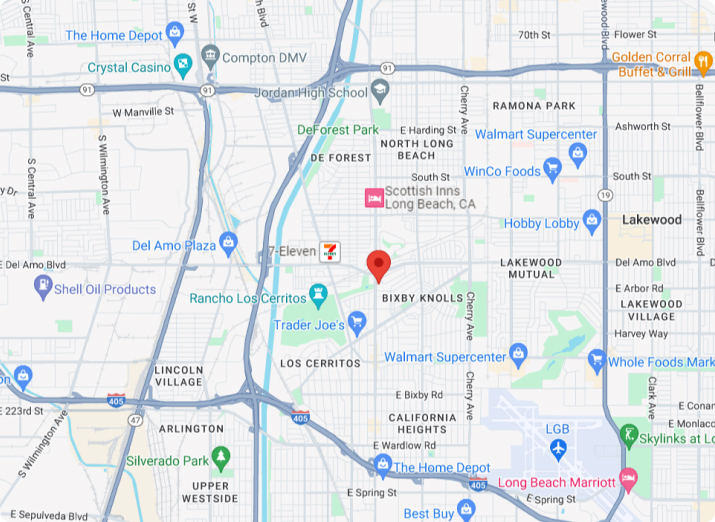 S Central Ave
St W
Blvd
The Home Depot
Compton DMV
Crystal Casino
91
70th St
Flower St
Golden Corral
Buffet & Grill
Bellflower Blvd
St
91
91
Jordan High School
W Manville St
Cherry Ave
RAMONA PARK
DeForest Park
E Harding St
Ashworth St
Walmart Supercenter
NORTH LONG
BEACH
DE FOREST
S Central Ave
S Wilmington Ave
WinCo Foods
South St
South St
Dr
Scottish Inns
Long Beach, CA
19
Bellflower Blvd
Hobby Lobby
Lakewood
Del Amo Plaza
7-Eleven
E Del Amo Blvd
LAKEWOOD
MUTUAL
Del Amo Blvd
Shell Oil Products
Rancho Los Cerritos
BIXBY KNOLLS
E Arbor Rd
LAKEWOOD
VILLAGE
Cherry Ave
Trader Joe's
Harvey Way
LOS CERRITOS
Walmart Supercenter
Whole Foods Mark
LINCOLN
VILLAGE
Cherry Ave
Clark Ave
405
E Bixby Rd
E 223rd St
405
E Conan
47
S Wilmington Ave
ARLINGTON
CALIFORNIA
HEIGHTS
E Monlaco
LGB
Skylinks at Lo
E Wardlow Rd
Silverado Park
The Home Depot
UPPER
WESTSIDE
405
Long Beach Marriott
E Spring St
E Spring St
E Sepulveda Blvd
Best Buy